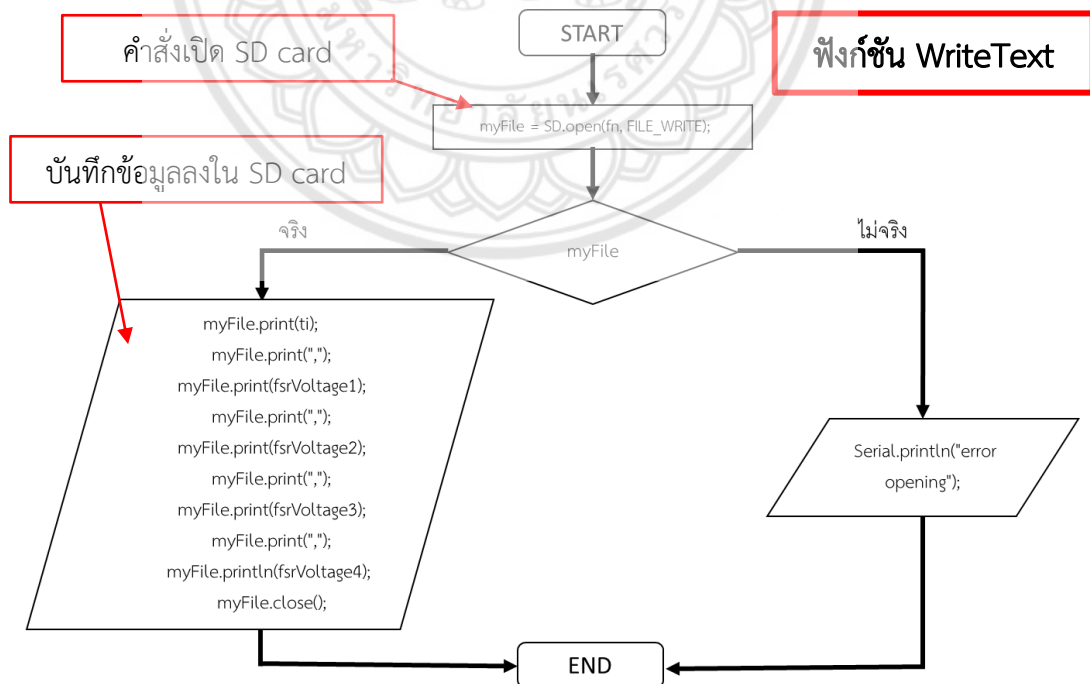 START
คำสั่งเปิด SD card
ฟังก์ชัน WriteText
myFile = SD.open(fn, FILE_WRITE);
บันทึกข้อมูลลงใน SD card
จริง
ไม่จริง
myFile
myFile.print(ti);
myFile.print(",");
myFile.print(fsrVoltage1);
myFile.print(",");
myFile.print(fsrVoltage2);
myFile.print(",");
myFile.print(fsrVoltage3);
myFile.print(",");
myFile.println(fsrVoltage4);
myFile.close();
Serial.println("error
opening");
END